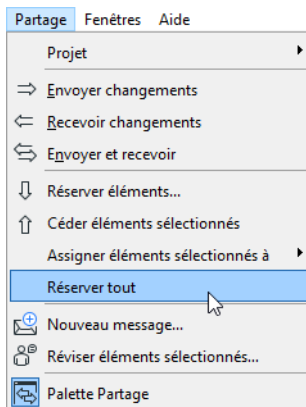 Partage Fenêtres Aide
Projet
Envoyer changements
Recevoir changements
Envoyer et recevoir
Réserver éléments...
Céder éléments sélectionnés
Assigner éléments sélectionnés à
Réserver tout
Nouveau message...
Réviser éléments sélectionnés...
Palette Partage